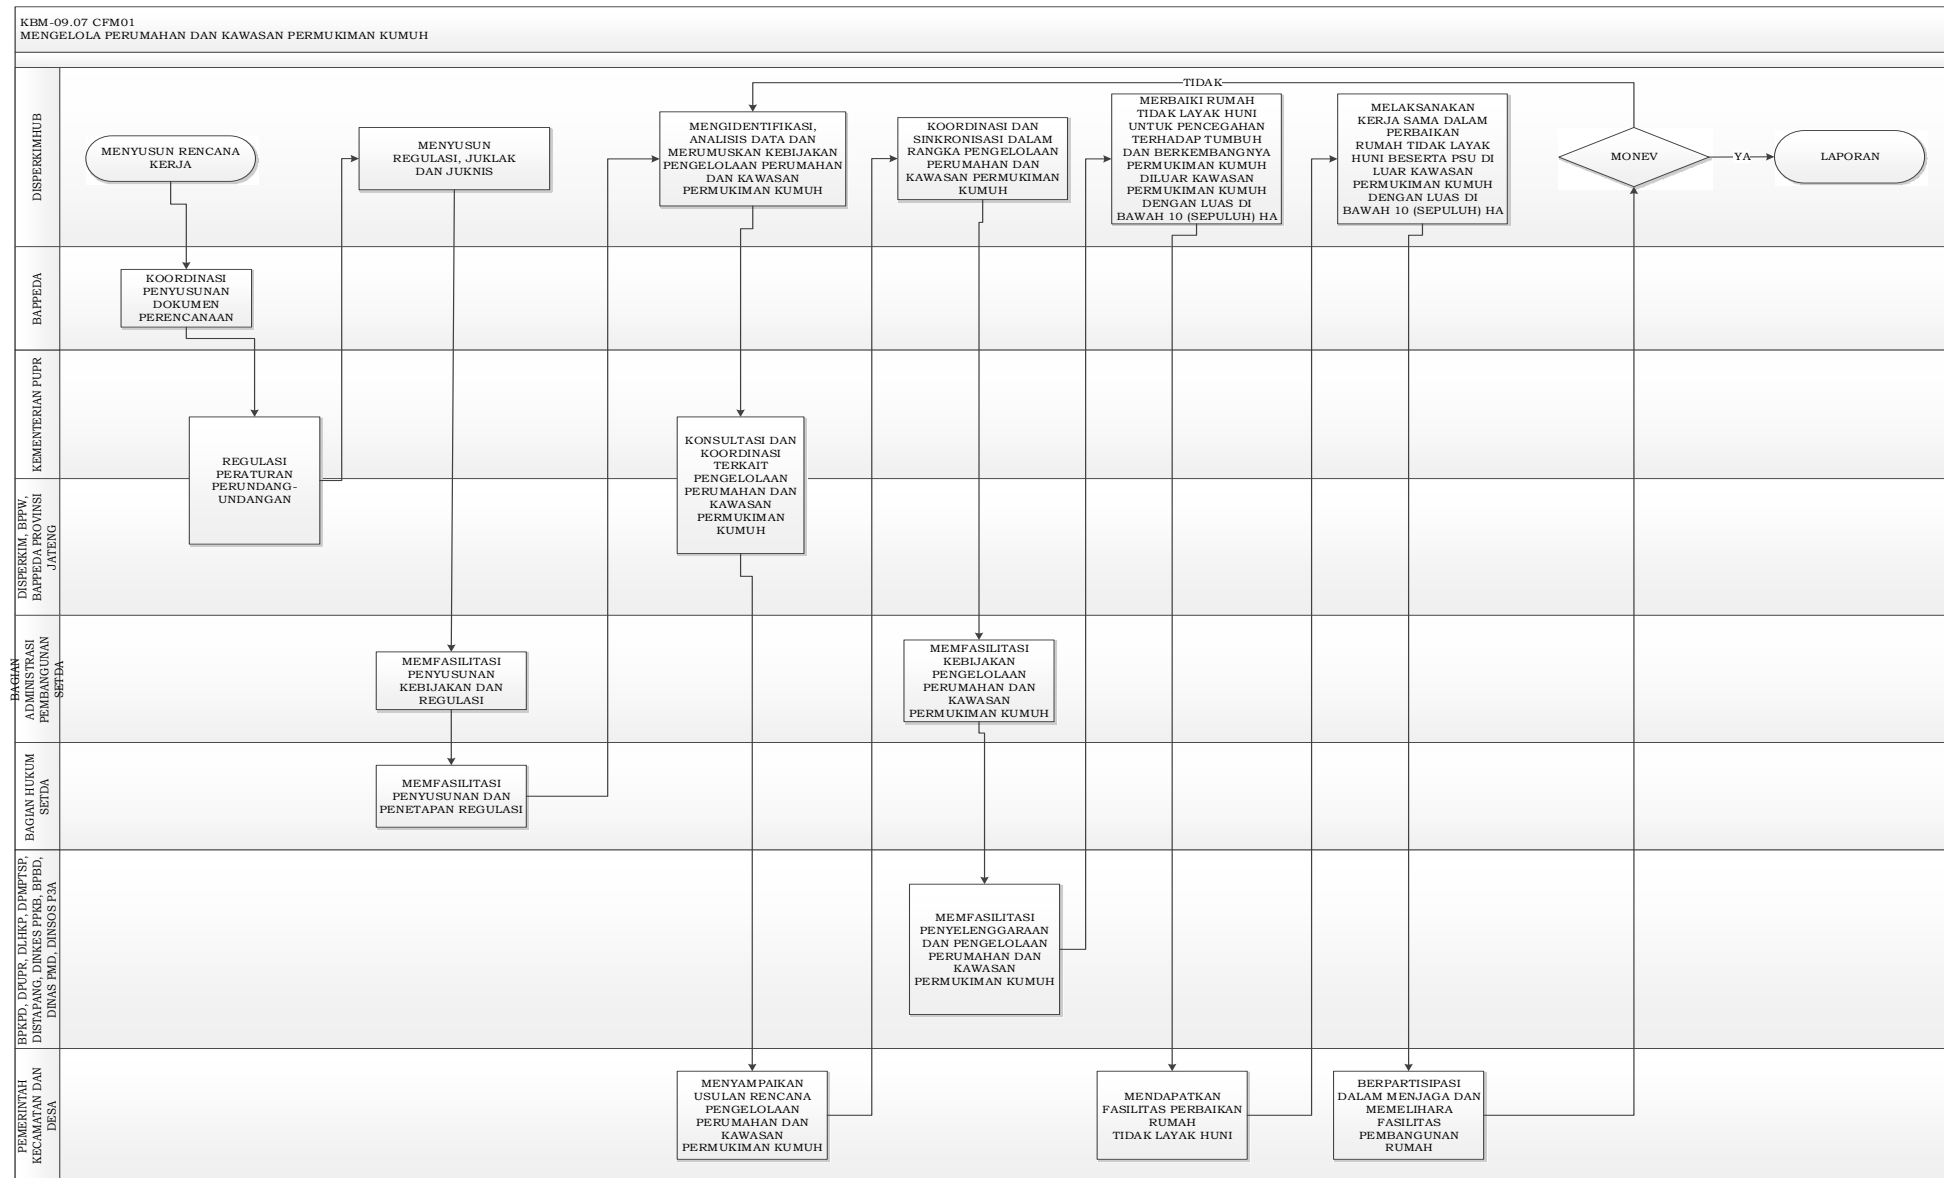 KBM-09.07 CFM01
MENGELOLA PERUMAHAN DAN KAWASAN PERMUKIMAN KUMUH
DISPERKIMHUB
MENYUSUN RENCANA
KERJA
MENYUSUN
REGULASI, JUKLAK
DAN JUKNIS
MENGIDENTIFIKASI,
ANALISIS DATA DAN
MERUMUSKAN KEBIJAKAN
PENGELOLAAN PERUMAHAN
DAN KAWASAN
PERMUKIMAN KUMUH
KOORDINASI DAN
SINKRONISASI DALAM
RANGKA PENGELOLAAN
PERUMAHAN DAN
KAWASAN PERMUKIMAN
KUMUH
TIDAK
MERBAIKI RUMAH
TIDAK LAYAK HUNI
UNTUK PENCEGAHAN
TERHADAP TUMBUH
DAN BERKEMBANGNYA
PERMUKIMAN KUMUH
DILUAR KAWASAN
PERMUKIMAN KUMUH
DENGAN LUAS DI
BAWAH 10 (SEPULUH) HA
MELAKSANAKAN
KERJA SAMA DALAM
PERBAIKAN
RUMAH TIDAK LAYAK
HUNI BESERTA PSU DI
LUAR KAWASAN
PERMUKIMAN KUMUH
DENGAN LUAS DI
BAWAH 10 (SEPULUH) HA
MONEV
YA
LAPORAN
BAPPEDA
KOORDINASI
PENYUSUNAN
DOKUMEN
PERENCANAAN
KEMENTERIAN PUPR
REGULASI
PERATURAN
PERUNDANG-
UNDANGAN
KONSULTASI DAN
KOORDINASI
TERKAIT
PENGELOLAAN
PERUMAHAN DAN
KAWASAN
PERMUKIMAN
KUMUH
DISPERKIM, BPPW,
BAPPEDA PROVINSI
JATENG
BAGIAN
ADMINISTRASI
PEMBANGUNAN
SETDA
MEMFASILITASI
PENYUSUNAN
KEBIJAKAN DAN
REGULASI
MEMFASILITASI
KEBIJAKAN
PENGELOLAAN
PERUMAHAN DAN
KAWASAN
PERMUKIMAN KUMUH
BAGIAN HUKUM
SETDA
MEMFASILITASI
PENYUSUNAN DAN
PENETAPAN REGULASI
BPKPD, DPUPR, DLHKP, DPMPTSP,
DISTAPANG, DINKES PPKB, BPBD,
DINAS PMD, DINSOS P3A
MEMFASILITASI
PENYELENGGARAAN
DAN PENGELOLAAN
PERUMAHAN DAN
KAWASAN
PERMUKIMAN KUMUH
PEMERINTAH
KECAMATAN DAN
DESA
MENYAMPAIKAN
USULAN RENCANA
PENGELOLAAN
PERUMAHAN DAN
KAWASAN
PERMUKIMAN KUMUH
MENDAPATKAN
FASILITAS PERBAIKAN
RUMAH
TIDAK LAYAK HUNI
BERPARTISIPASI
DALAM MENJAGA DAN
MEMELIHARA
FASILITAS
PEMBANGUNAN
RUMAH